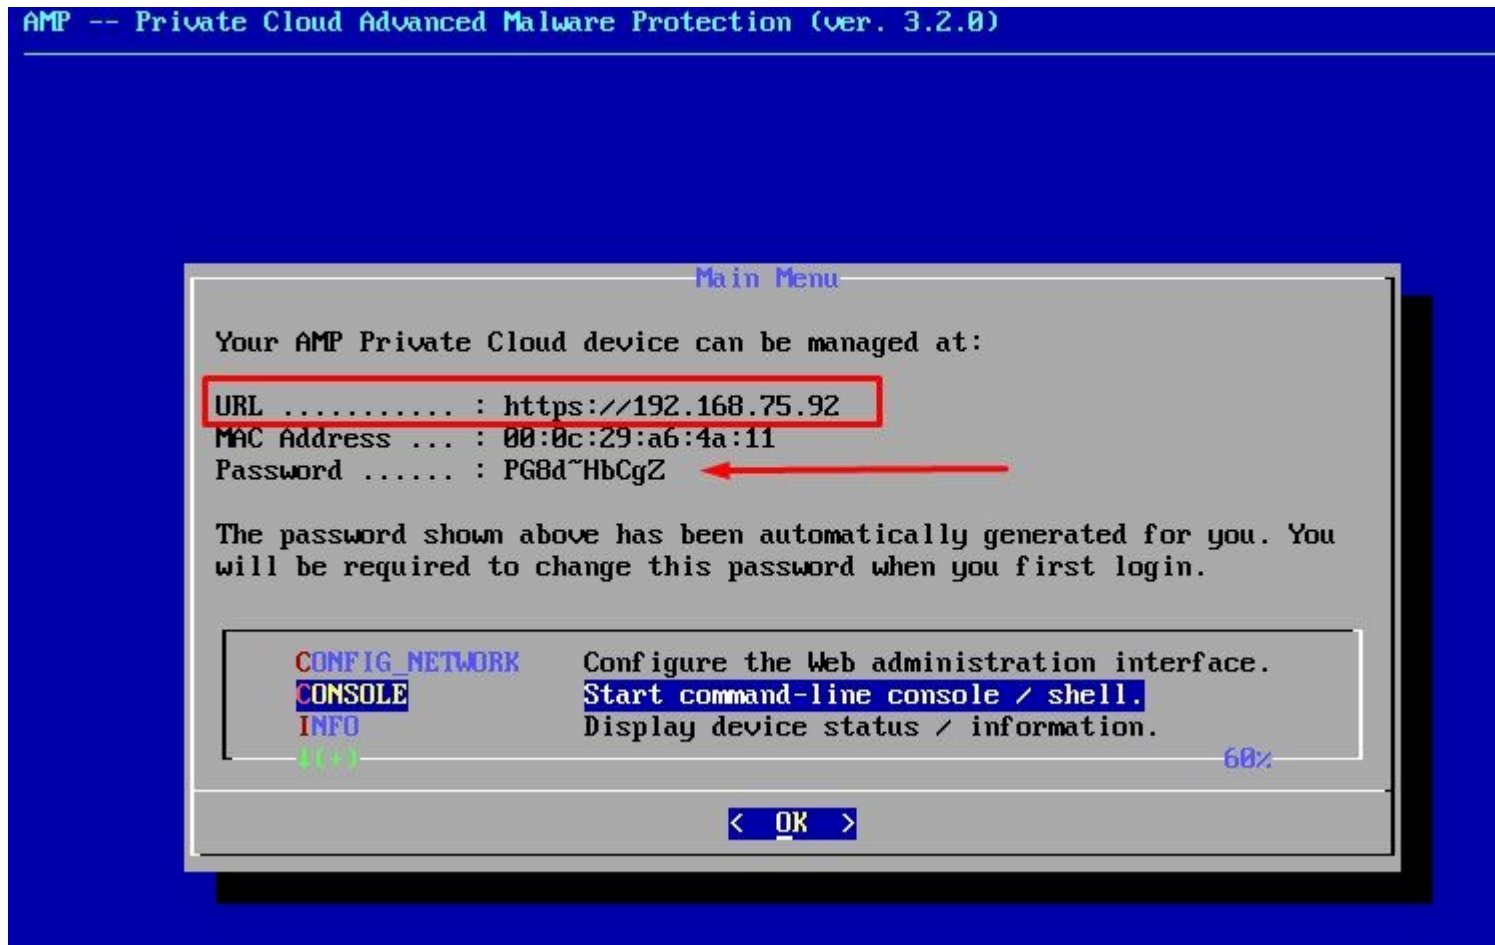 AMP -- Private Cloud Advanced Malware Protection (ver. 3.2.0)
Main Menu
Your AMP Private Cloud device can be managed at:
URL ........... : https://192.168.75.92
MAC Address ... : 00:0c:29:a6:4a:11
Password ...... : PG8d~HbCgZ
The password shown above has been automatically generated for you. You
will be required to change this password when you first login.
CONFIG_NETWORK Configure the Web administration interface.
CONSOLE Start command-line console / shell.
INFO Display device status / information.
↓(+) 60%
< OK >